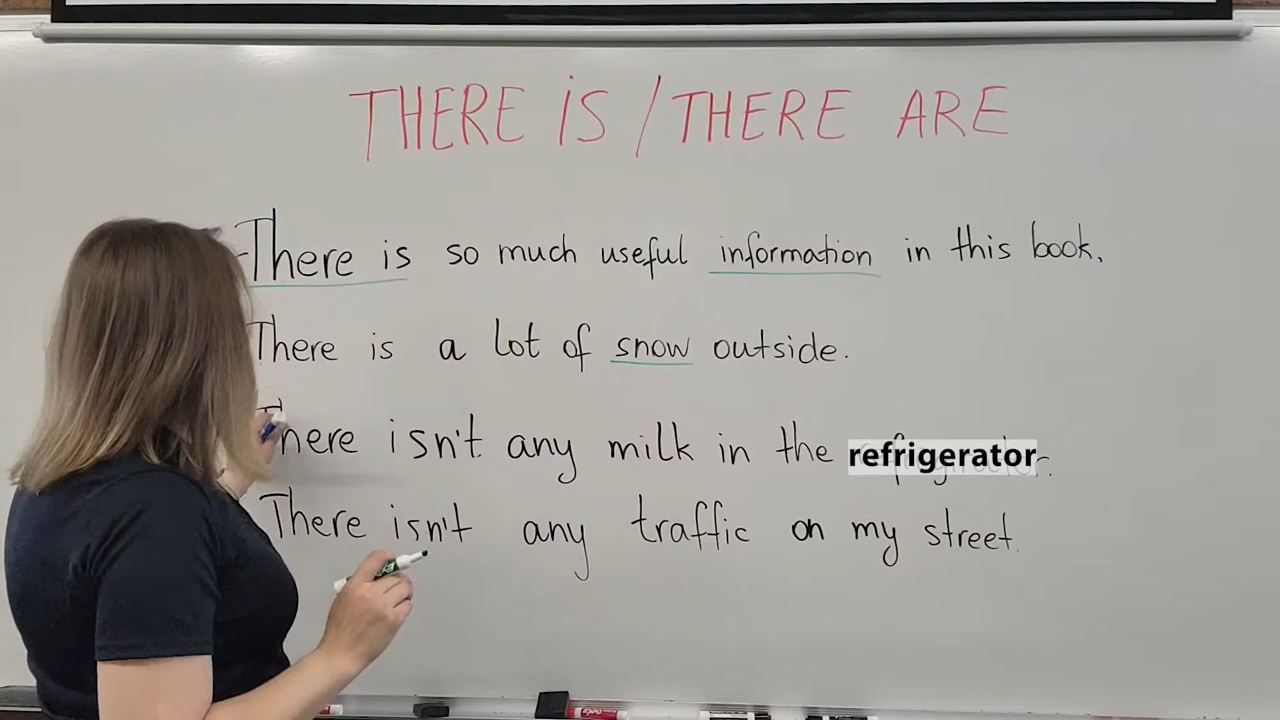 THERE IS / THERE ARE
There is so much useful information in this book.
There is a lot of snow outside.
There isn't any milk in the refrigerator.
There isn't any traffic on my street.